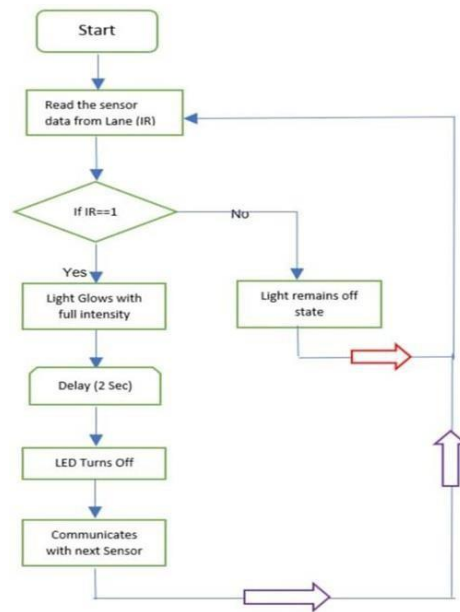 Start
Read the sensor
data from Lane (IR)
If IR==1
No
Yes
Light Glows with
full intensity
Light remains off
state
Delay (2 Sec)
LED Turns Off
Communicates
with next Sensor